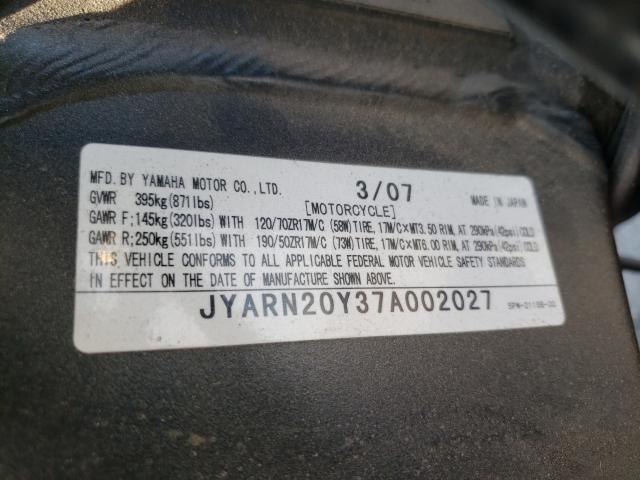 MFD. BY YAMAHA MOTOR CO., LTD. 3/07 MADE IN JAPAN
GVWR 395kg(871lbs) [MOTORCYCLE]
GAWR F; 145kg(320lbs) WITH 120/70ZR17M/C (58W)TIRE, 17M/C×MT3.50 RIM, AT 290kPa(42psi)COLD
GAWR R; 250kg(551lbs) WITH 190/50ZR17M/C (73W)TIRE, 17M/C×MT6.00 RIM, AT 290kPa(42psi)COLD
THIS VEHICLE CONFORMS TO ALL APPLICABLE FEDERAL MOTOR VEHICLE SAFETY STANDARDS
IN EFFECT ON THE DATE OF MANUFACTURE SHOWN ABOVE.
JYARN20Y37A002027